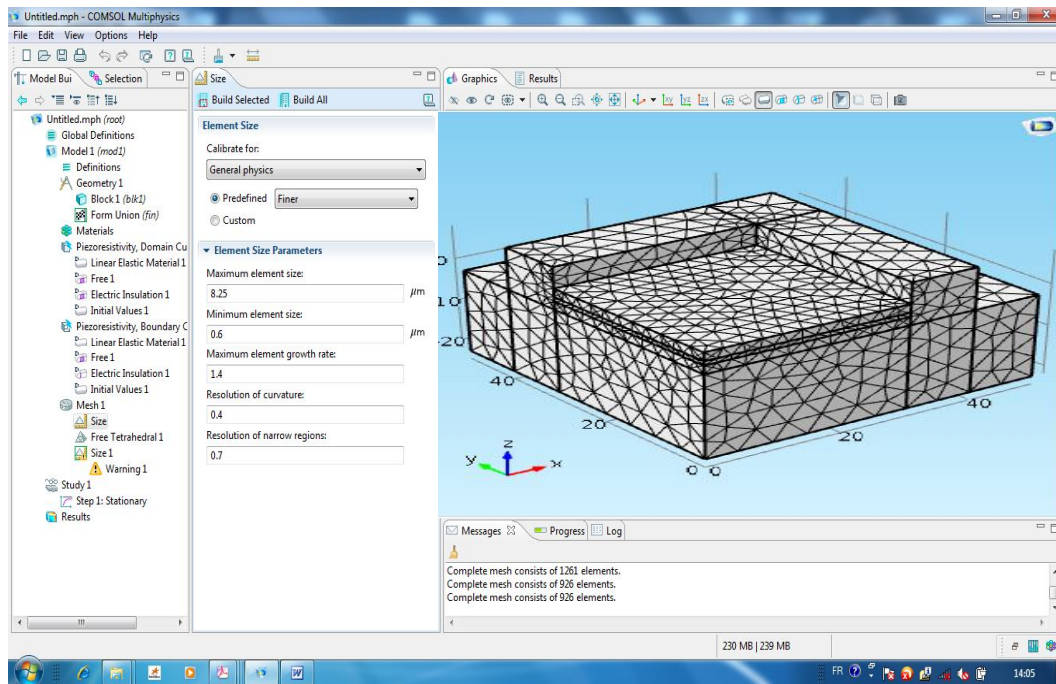 Untitled.mph - COMSOL Multiphysics
File Edit View Options Help
Model Bui Selection
Untitled.mph (root)
Global Definitions
Model 1 (mod1)
Definitions
Geometry 1
Block 1 (blk1)
Form Union (fin)
Materials
Piezoresistivity, Domain Cu
Linear Elastic Material 1
Free 1
Electric Insulation 1
Initial Values 1
Piezoresistivity, Boundary C
Linear Elastic Material 1
Free 1
Electric Insulation 1
Initial Values 1
Mesh 1
Size
Free Tetrahedral 1
Size 1
Warning 1
Study 1
Step 1: Stationary
Results
Size
Build Selected Build All
Element Size
Calibrate for:
General physics
Predefined Finer
Custom
Element Size Parameters
Maximum element size:
8.25 µm
Minimum element size:
0.6 µm
Maximum element growth rate:
1.4
Resolution of curvature:
0.4
Resolution of narrow regions:
0.7
Graphics Results
xy yz zx
0
10
-20
40
20
0 0
20
40
y z x
Messages Progress Log
Complete mesh consists of 1261 elements.
Complete mesh consists of 926 elements.
Complete mesh consists of 926 elements.
230 MB | 239 MB
FR 14:05